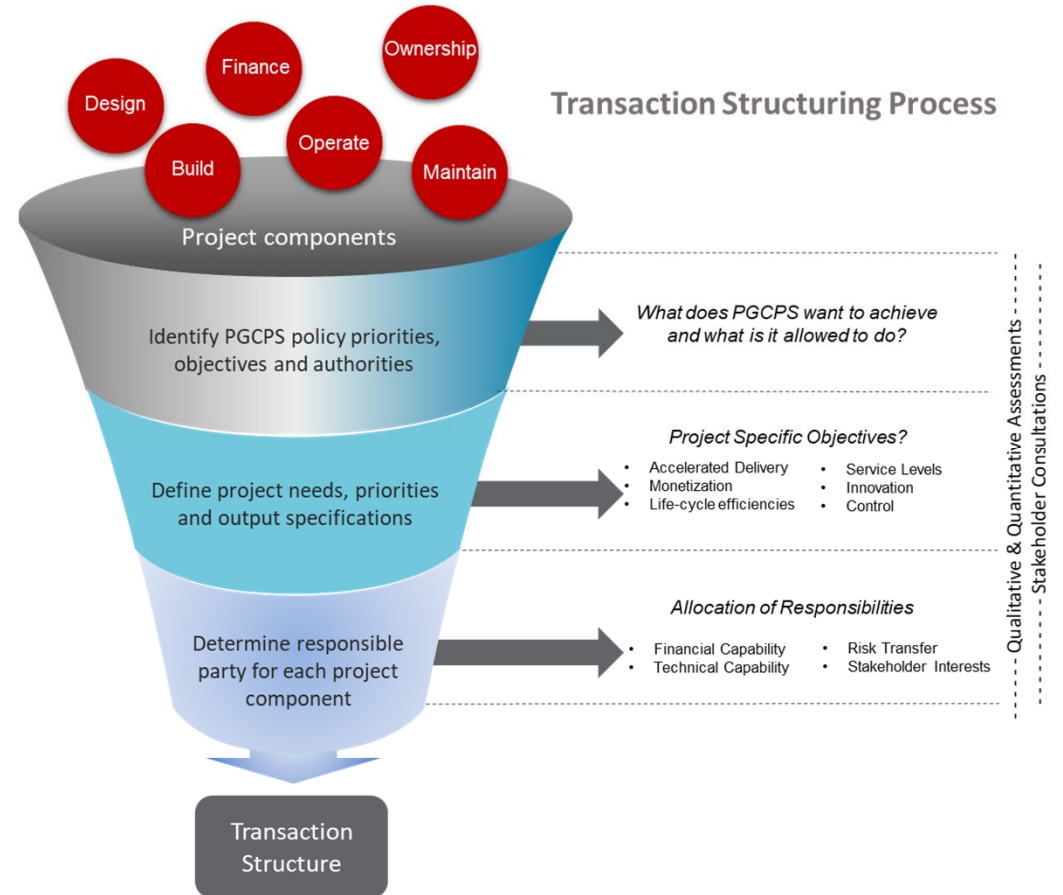 Ownership
Finance
Design
Transaction Structuring Process
Operate
Build
Maintain
Project components
Identify PGCPS policy priorities,
objectives and authorities
What does PGCPS want to achieve
and what is it allowed to do?
Define project needs, priorities
and output specifications
Project Specific Objectives?
• Accelerated Delivery
• Monetization
• Life-cycle efficiencies
• Service Levels
• Innovation
• Control
Determine responsible
party for each project
component
Allocation of Responsibilities
• Financial Capability
• Technical Capability
• Risk Transfer
• Stakeholder Interests
Qualitative & Quantitative Assessments
Stakeholder Consultations
Transaction
Structure